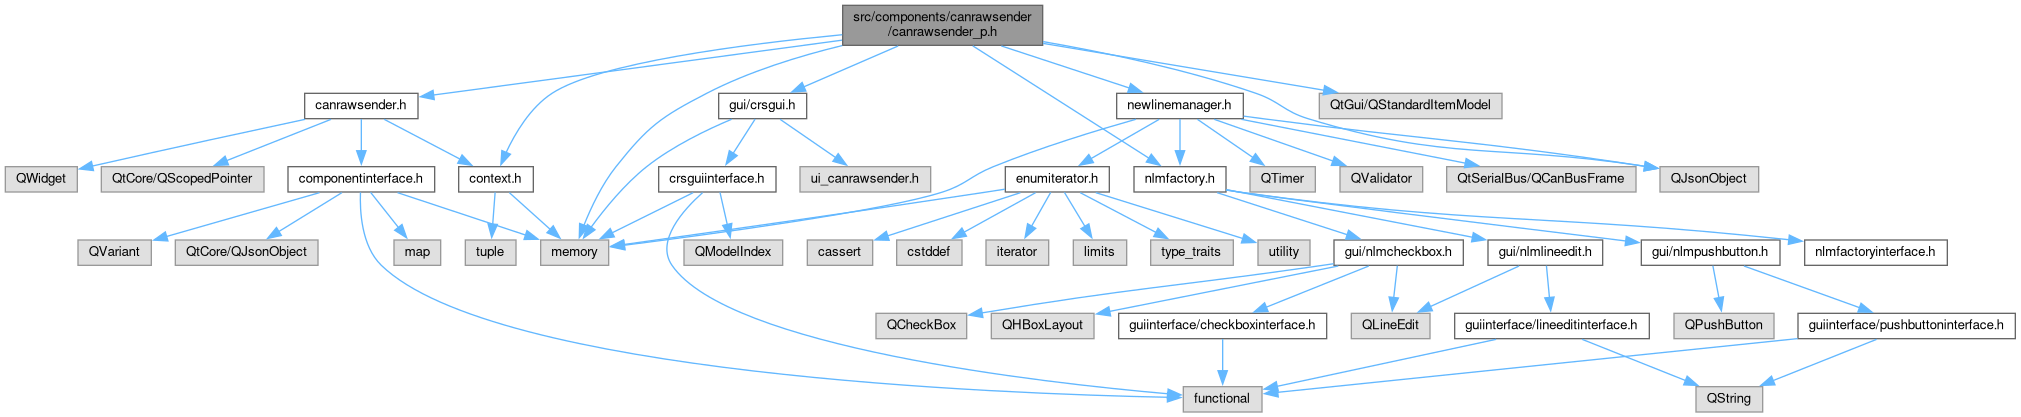 src/components/canrawsender
/canrawsender_p.h
canrawsender.h
gui/crsgui.h
newlinemanager.h
QtGui/QStandardItemModel
QWidget
QtCore/QScopedPointer
componentinterface.h
context.h
crsguiinterface.h
ui_canrawsender.h
enumiterator.h
nlmfactory.h
QTimer
QValidator
QtSerialBus/QCanBusFrame
QJsonObject
QVariant
QtCore/QJsonObject
map
tuple
memory
QModelIndex
cassert
cstddef
iterator
limits
type_traits
utility
gui/nlmcheckbox.h
gui/nlmlineedit.h
gui/nlmpushbutton.h
nlmfactoryinterface.h
QCheckBox
QHBoxLayout
guiinterface/checkboxinterface.h
QLineEdit
guiinterface/lineeditinterface.h
QPushButton
guiinterface/pushbuttoninterface.h
functional
QString